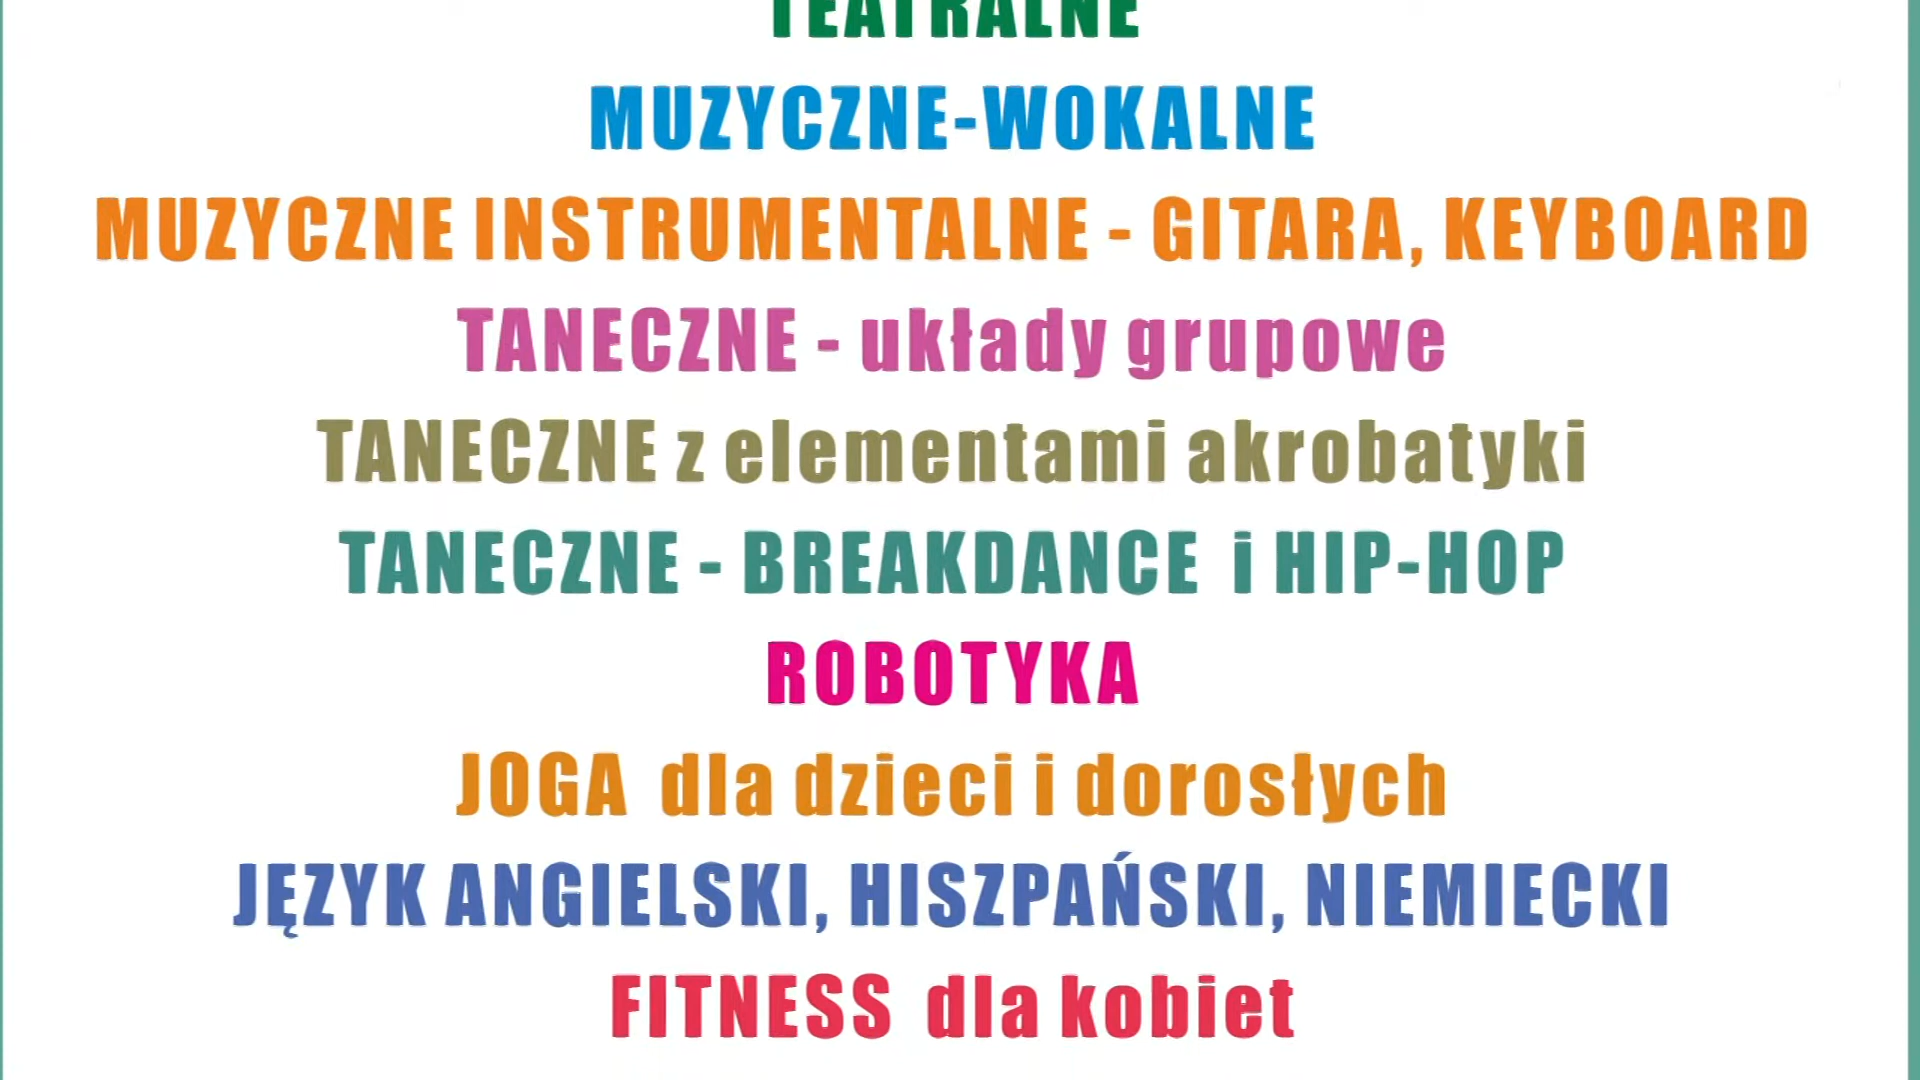 TEATRALNE
MUZYCZNE-WOKALNE
MUZYCZNE INSTRUMENTALNE - GITARA, KEYBOARD
TANECZNE - układy grupowe
TANECZNE z elementami akrobatyki
TANECZNE - BREAKDANCE i HIP-HOP
ROBOTYKA
JOGA dla dzieci i dorosłych
JĘZYK ANGIELSKI, HISZPAŃSKI, NIEMIECKI
FITNESS dla kobiet